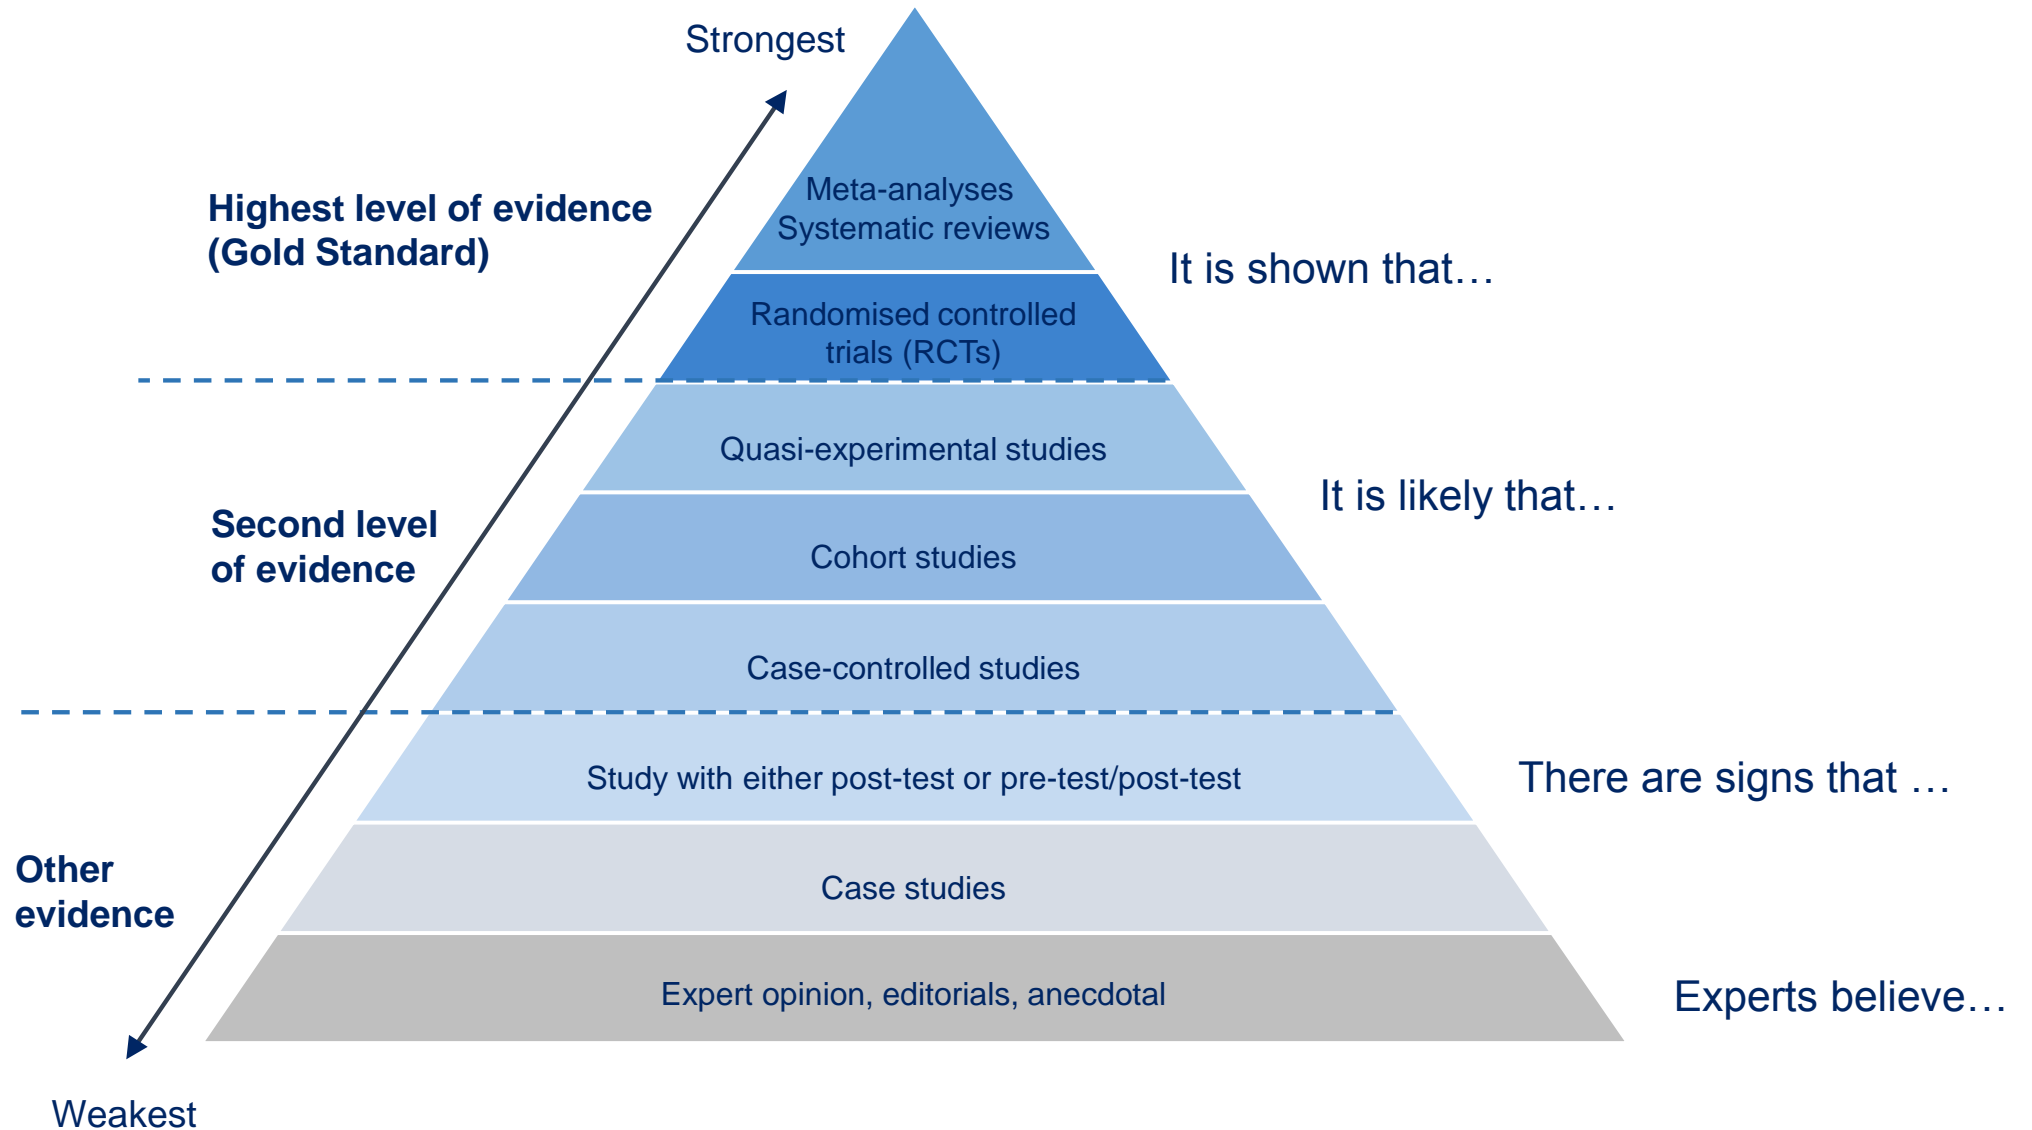 Strongest
Highest level of evidence
(Gold Standard)
Meta-analyses
Systematic reviews
It is shown that…
Randomised controlled
trials (RCTs)
Quasi-experimental studies
It is likely that…
Second level
of evidence
Cohort studies
Case-controlled studies
Study with either post-test or pre-test/post-test
There are signs that …
Other
evidence
Case studies
Expert opinion, editorials, anecdotal
Experts believe…
Weakest